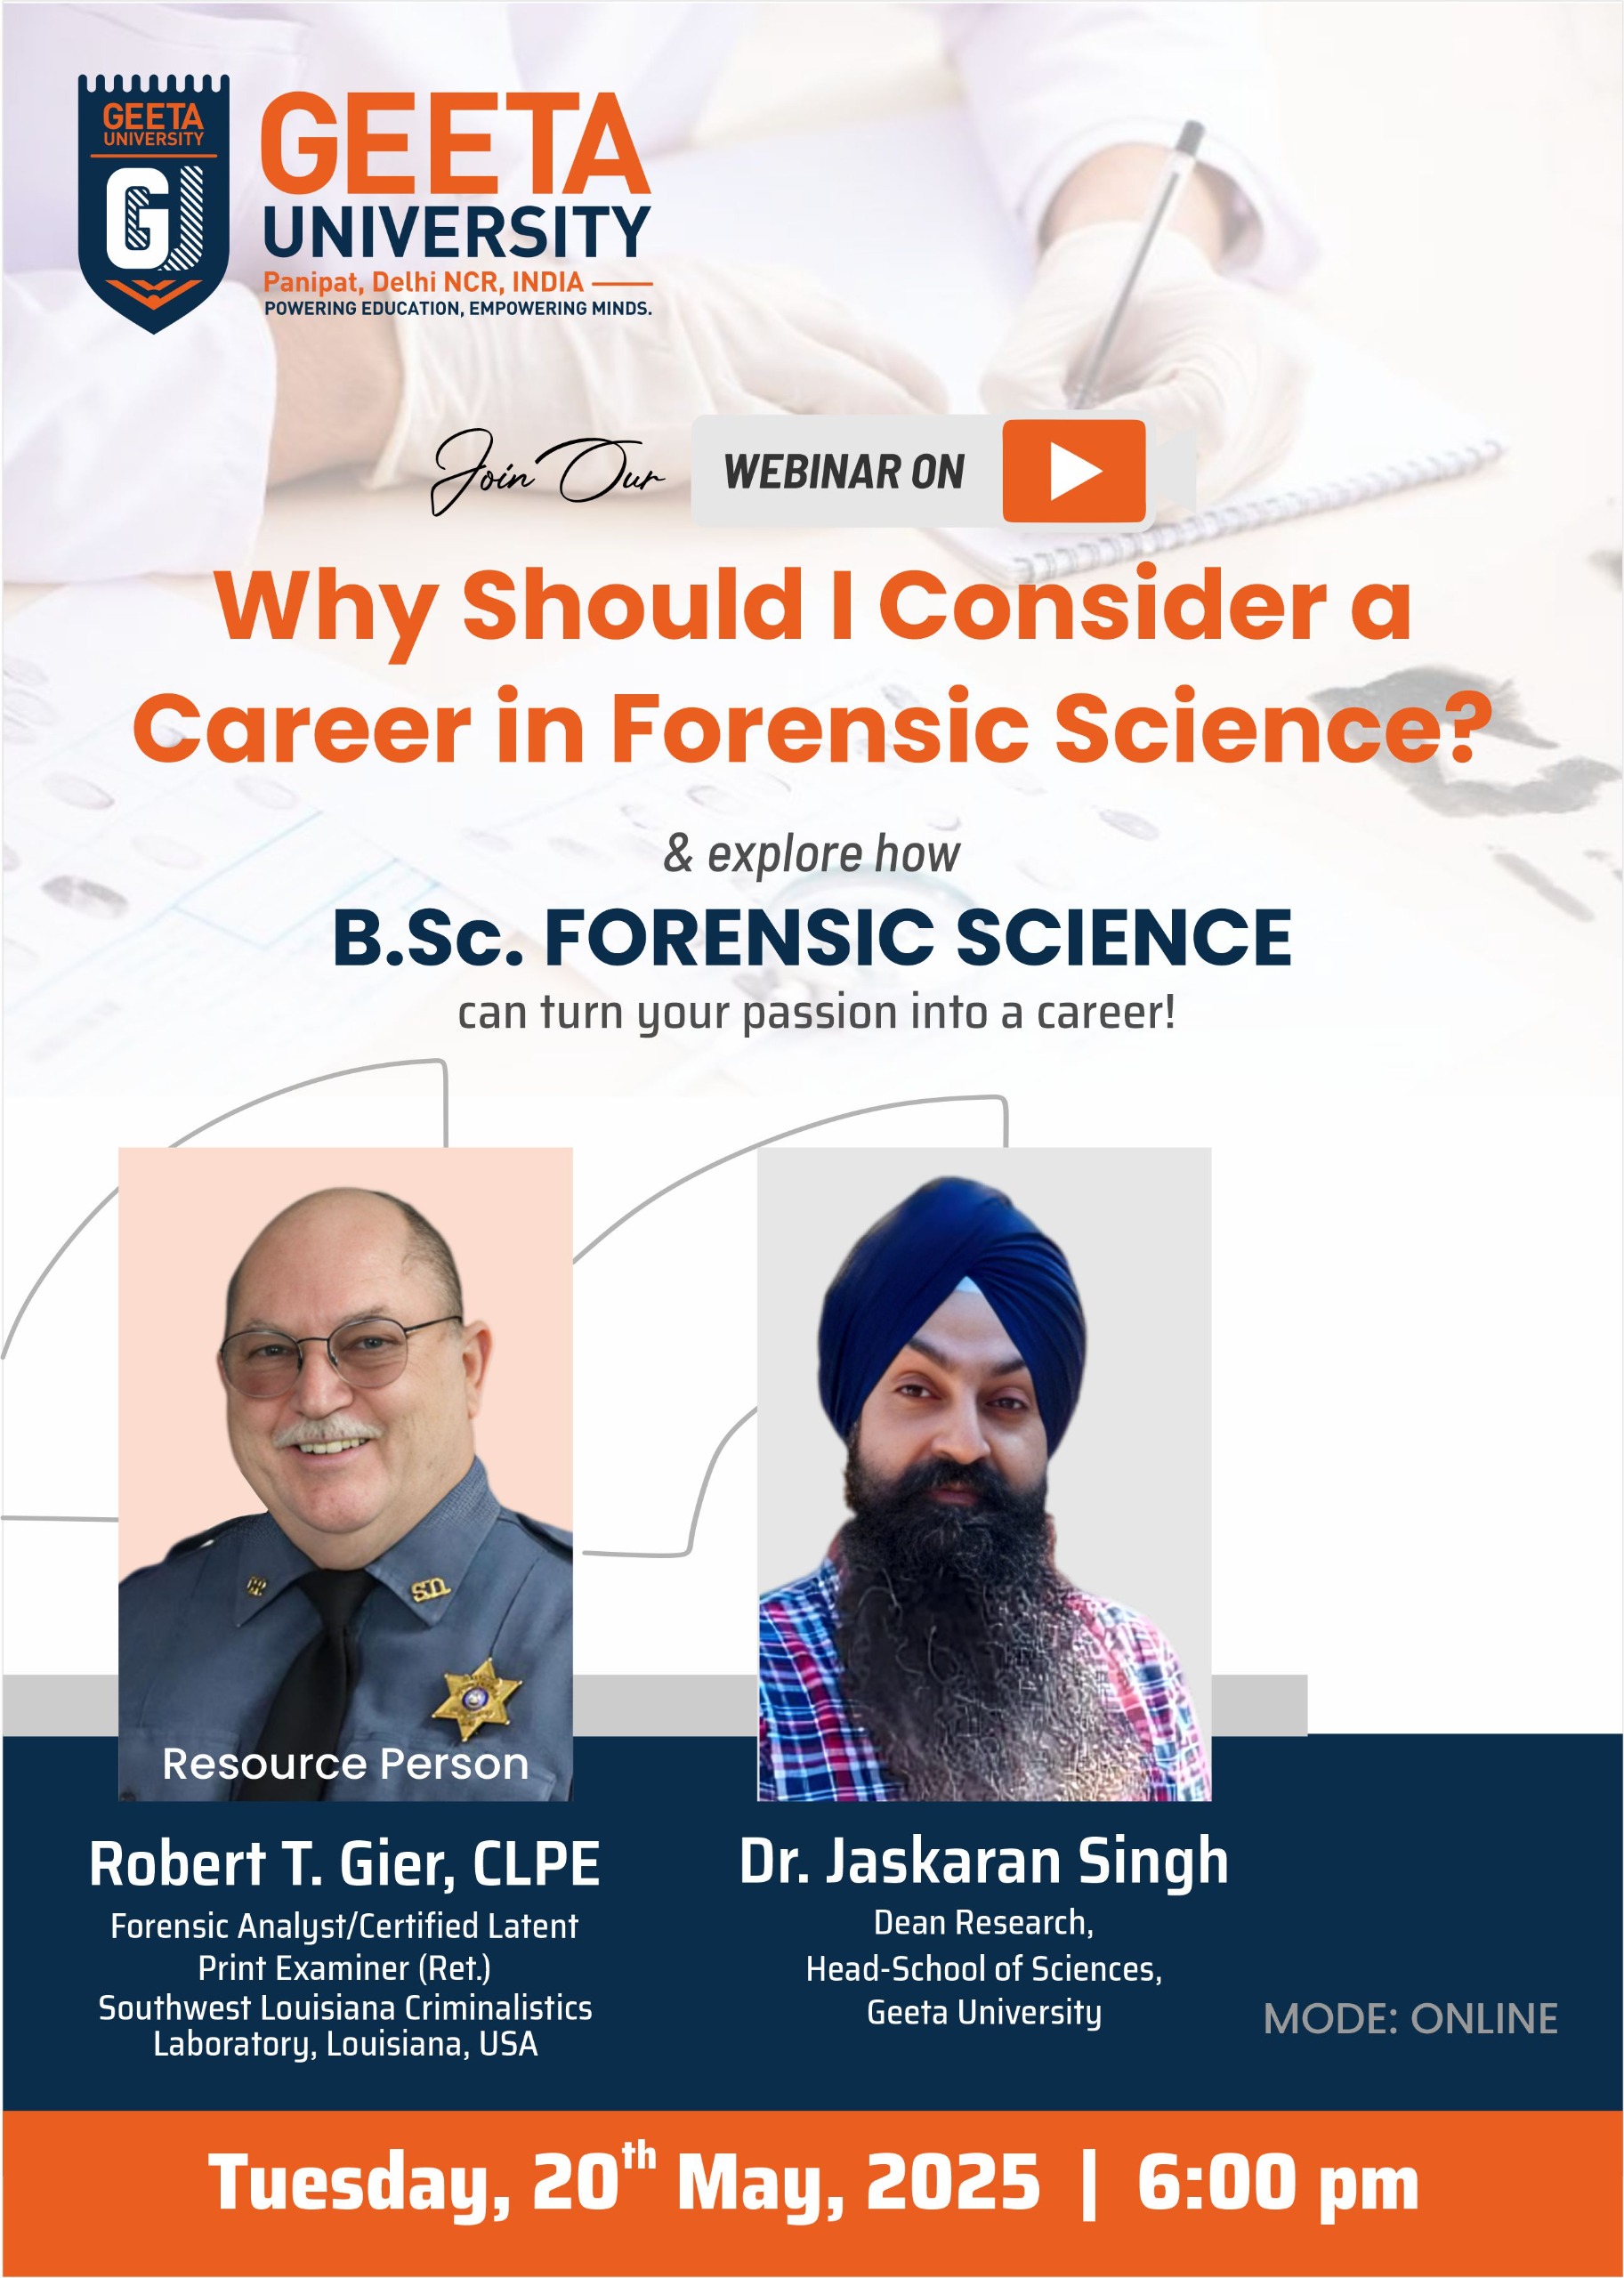 GEETA
UNIVERSITY
GU
GEETA
UNIVERSITY
Panipat, Delhi NCR, INDIA
POWERING EDUCATION, EMPOWERING MINDS.
Join Our
WEBINAR ON
Why Should I Consider a
Career in Forensic Science?
& explore how
B.Sc. FORENSIC SCIENCE
can turn your passion into a career!
S.D.
Resource Person
Robert T. Gier, CLPE
Forensic Analyst/Certified Latent
Print Examiner (Ret.)
Southwest Louisiana Criminalistics
Laboratory, Louisiana, USA
Dr. Jaskaran Singh
Dean Research,
Head-School of Sciences,
Geeta University
MODE: ONLINE
Tuesday, 20th May, 2025 | 6:00 pm